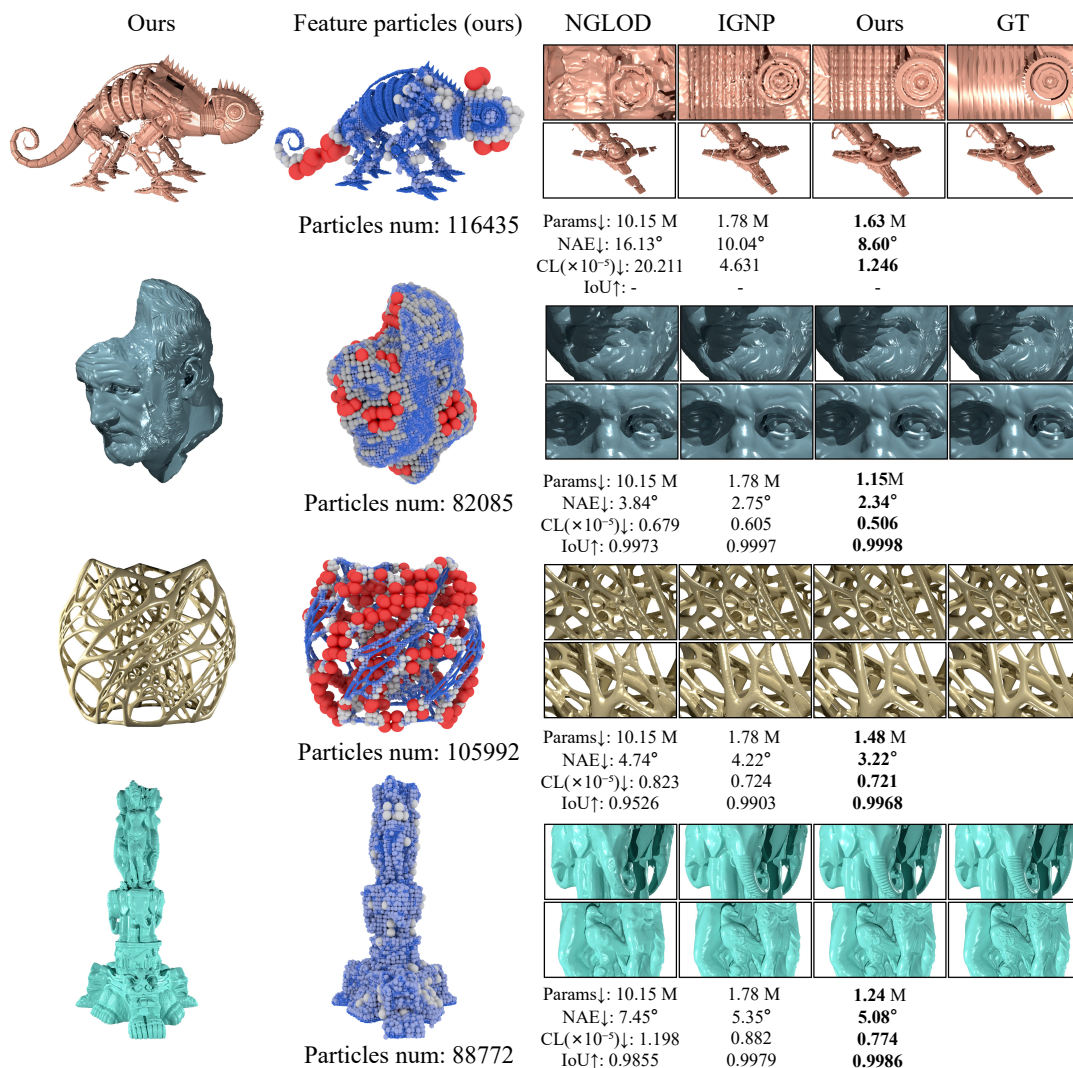 Ours Feature particles (ours) NGLOD IGNP Ours GT
Particles num: 116435
Params↓: 10.15 M 1.78 M 1.63 M
NAE↓: 16.13° 10.04° 8.60°
CL(×10⁻⁵)↓: 20.211 4.631 1.246
IoU↑: - - -
Particles num: 82085
Params↓: 10.15 M 1.78 M 1.15M
NAE↓: 3.84° 2.75° 2.34°
CL(×10⁻⁵)↓: 0.679 0.605 0.506
IoU↑: 0.9973 0.9997 0.9998
Particles num: 105992
Params↓: 10.15 M 1.78 M 1.48 M
NAE↓: 4.74° 4.22° 3.22°
CL(×10⁻⁵)↓: 0.823 0.724 0.721
IoU↑: 0.9526 0.9903 0.9968
Particles num: 88772
Params↓: 10.15 M 1.78 M 1.24 M
NAE↓: 7.45° 5.35° 5.08°
CL(×10⁻⁵)↓: 1.198 0.882 0.774
IoU↑: 0.9855 0.9979 0.9986